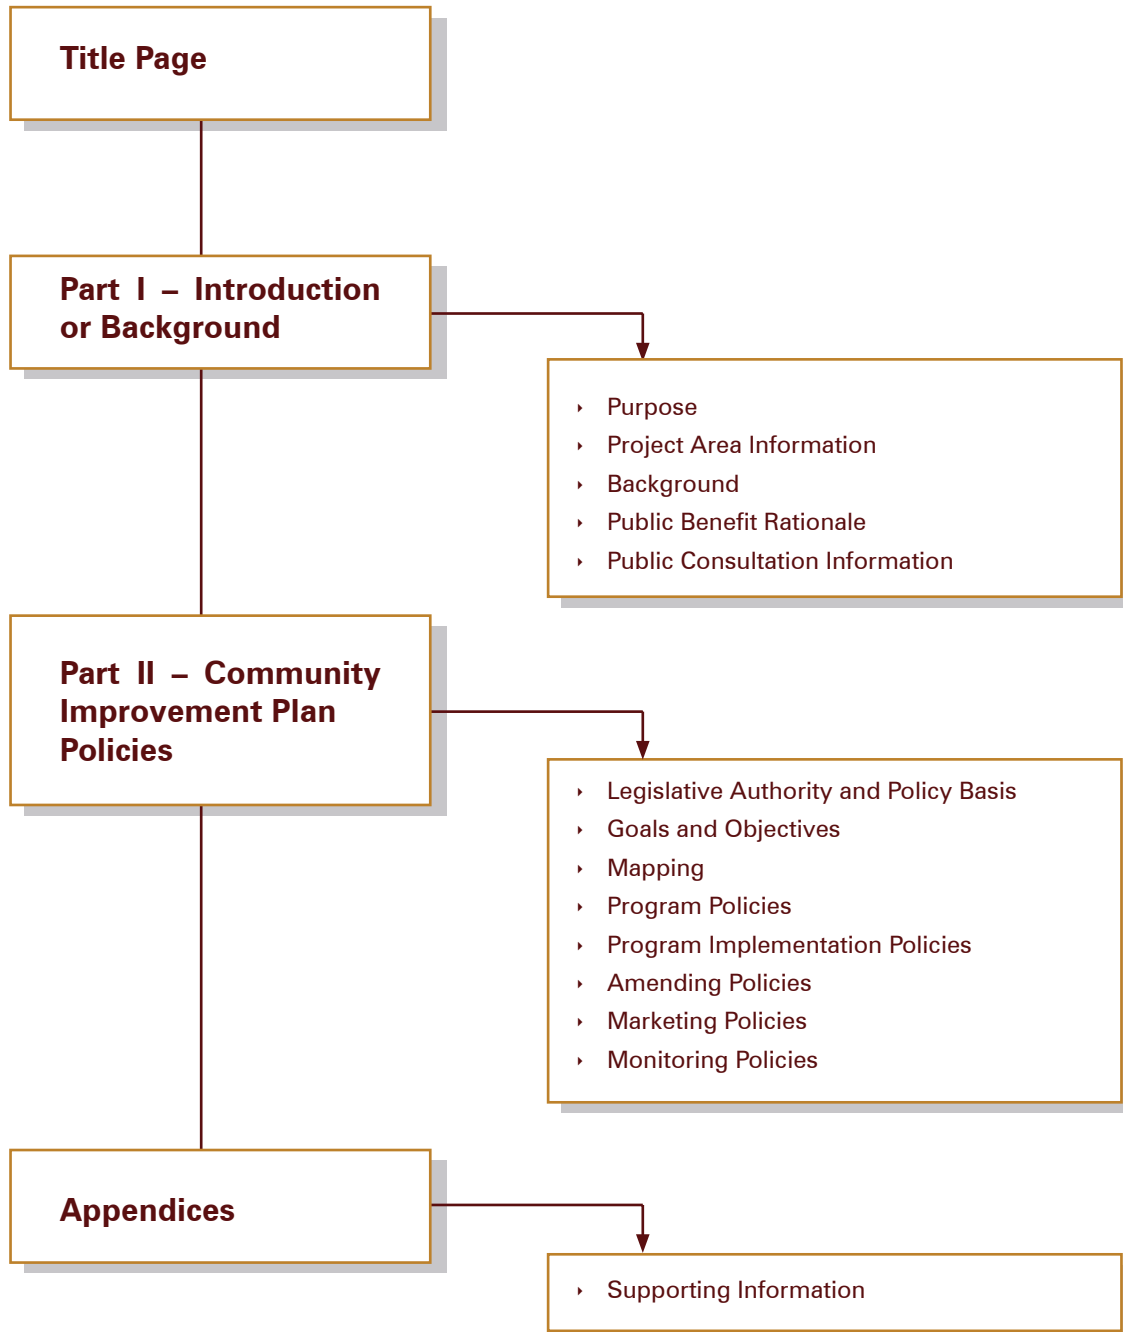 Title Page
Part I – Introduction
or Background
‣ Purpose
‣ Project Area Information
‣ Background
‣ Public Benefit Rationale
‣ Public Consultation Information
Part II – Community
Improvement Plan
Policies
‣ Legislative Authority and Policy Basis
‣ Goals and Objectives
‣ Mapping
‣ Program Policies
‣ Program Implementation Policies
‣ Amending Policies
‣ Marketing Policies
‣ Monitoring Policies
Appendices
‣ Supporting Information